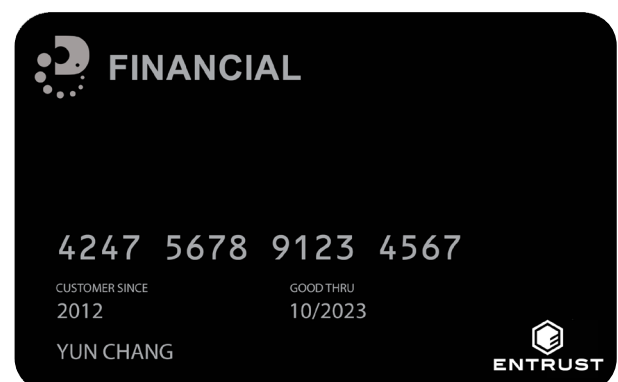 FINANCIAL
4247 5678 9123 4567
CUSTOMER SINCE GOOD THRU
2012 10/2023
YUN CHANG
ENTRUST